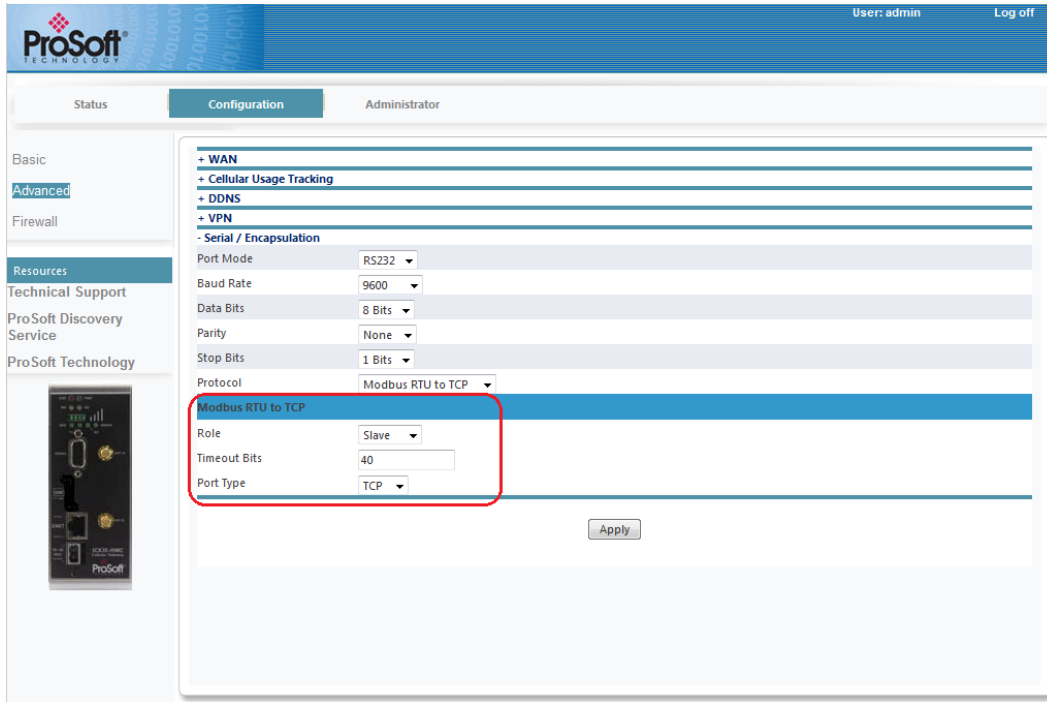 User: admin
Log off
ProSoft®
TECHNOLOGY
Status
Configuration
Administrator
Basic
Advanced
Firewall
Resources
Technical Support
ProSoft Discovery
Service
ProSoft Technology
ProSoft
+ WAN
+ Cellular Usage Tracking
+ DDNS
+ VPN
- Serial / Encapsulation
Port Mode RS232
Baud Rate 9600
Data Bits 8 Bits
Parity None
Stop Bits 1 Bits
Protocol Modbus RTU to TCP
Modbus RTU to TCP
Role Slave
Timeout Bits 40
Port Type TCP
Apply